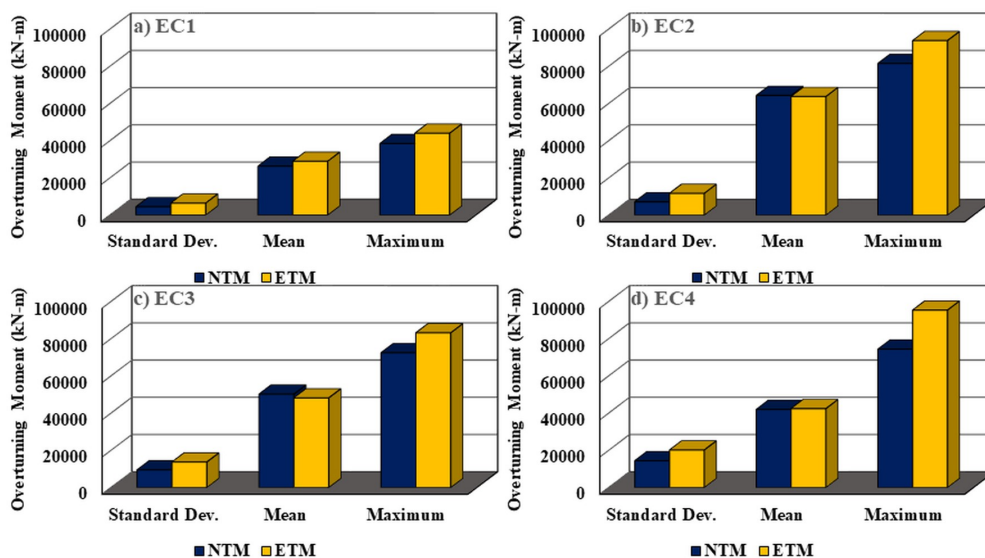 a) EC1
Overturning Moment (kN-m)
100000
80000
60000
40000
20000
0
Standard Dev. Mean Maximum
NTM ETM
b) EC2
Overturning Moment (kN-m)
100000
80000
60000
40000
20000
0
Standard Dev. Mean Maximum
NTM ETM
c) EC3
Overturning Moment (kN-m)
100000
80000
60000
40000
20000
0
Standard Dev. Mean Maximum
NTM ETM
d) EC4
Overturning Moment (kN-m)
100000
80000
60000
40000
20000
0
Standard Dev. Mean Maximum
NTM ETM